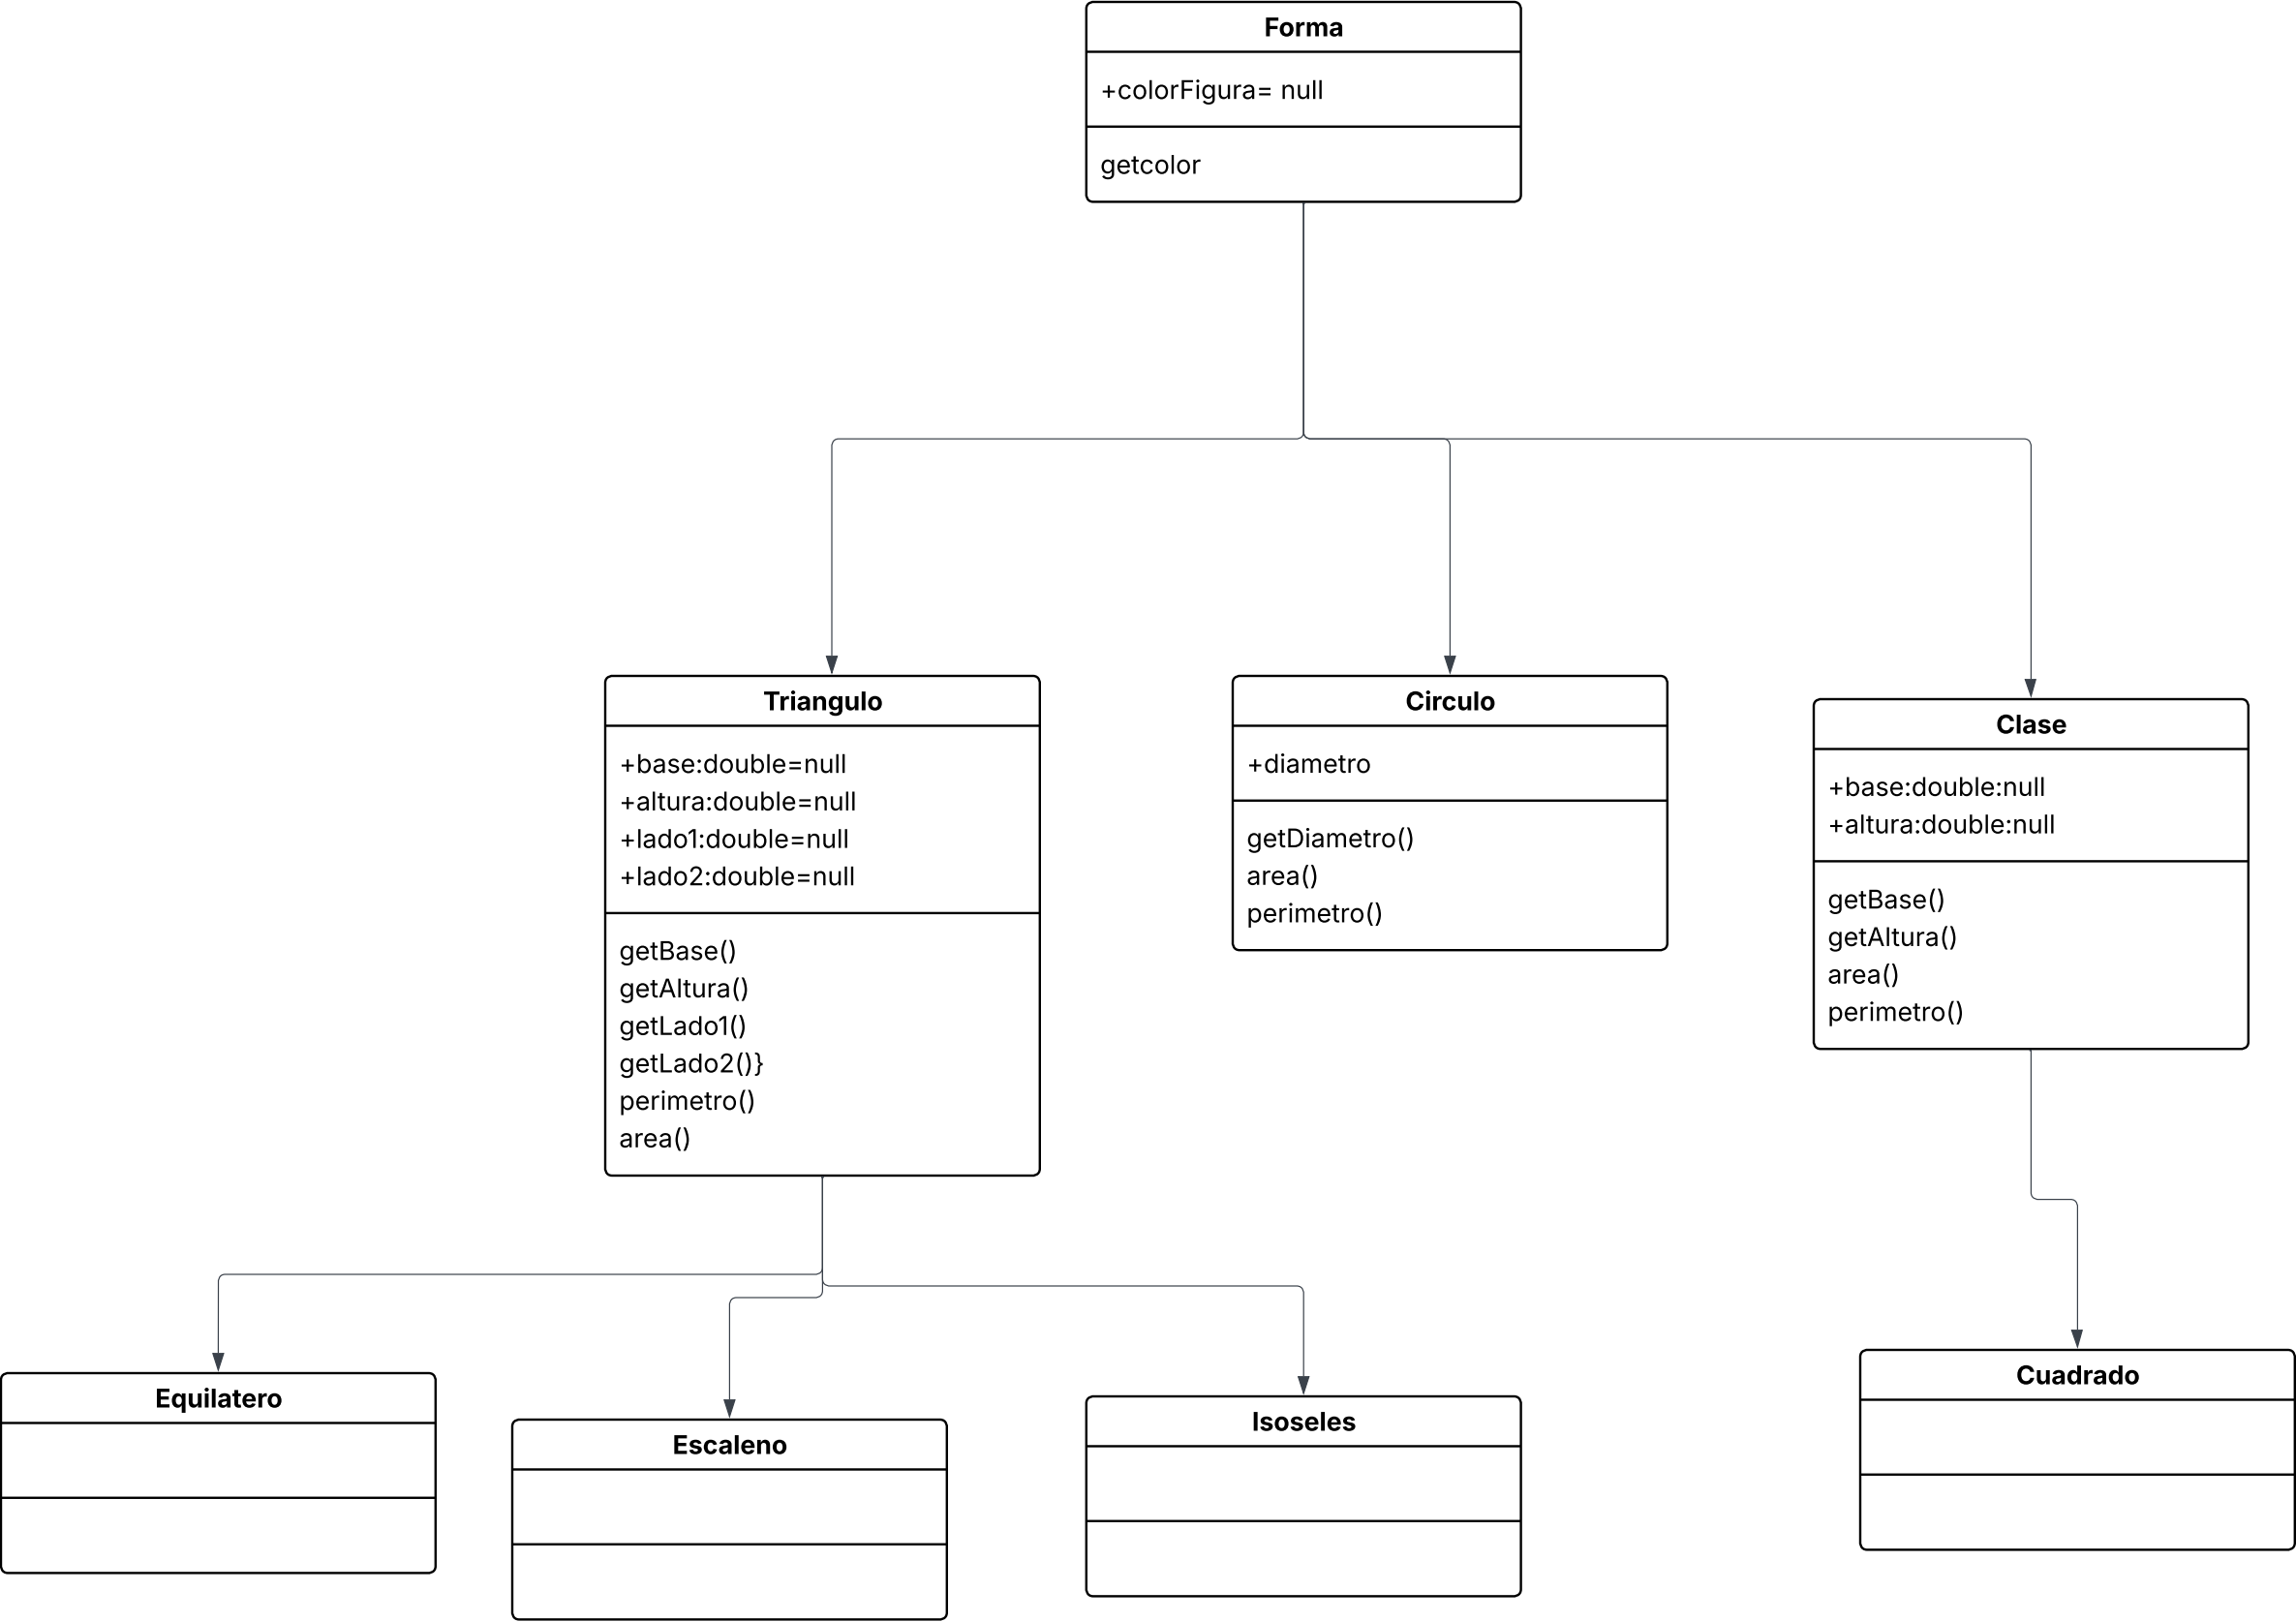 Forma
+colorFigura= null
getcolor
Triangulo
+base:double=null
+altura:double=null
+lado1:double=null
+lado2:double=null
getBase()
getAltura()
getLado1()
getLado2()}
perimetro()
area()
Circulo
+diametro
getDiametro()
area()
perimetro()
Clase
+base:double:null
+altura:double:null
getBase()
getAltura()
area()
perimetro()
Equilatero
Escaleno
Isoseles
Cuadrado